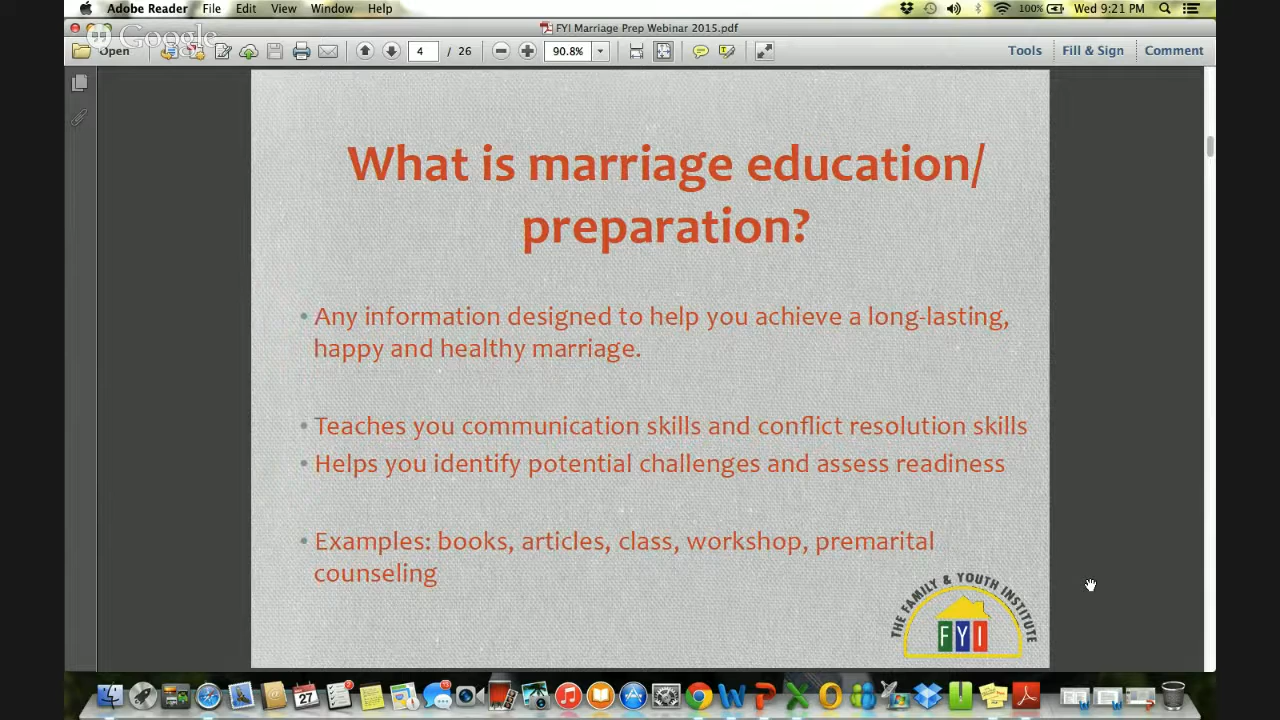 Adobe Reader File Edit View Window Help 100% Wed 9:21 PM
FYI Marriage Prep Webinar 2015.pdf
Google
Open 4 / 26 90.8% Tools Fill & Sign Comment
What is marriage education/
preparation?
• Any information designed to help you achieve a long-lasting,
happy and healthy marriage.
• Teaches you communication skills and conflict resolution skills
• Helps you identify potential challenges and assess readiness
• Examples: books, articles, class, workshop, premarital
counseling
THE FAMILY & YOUTH INSTITUTE
FYI
27